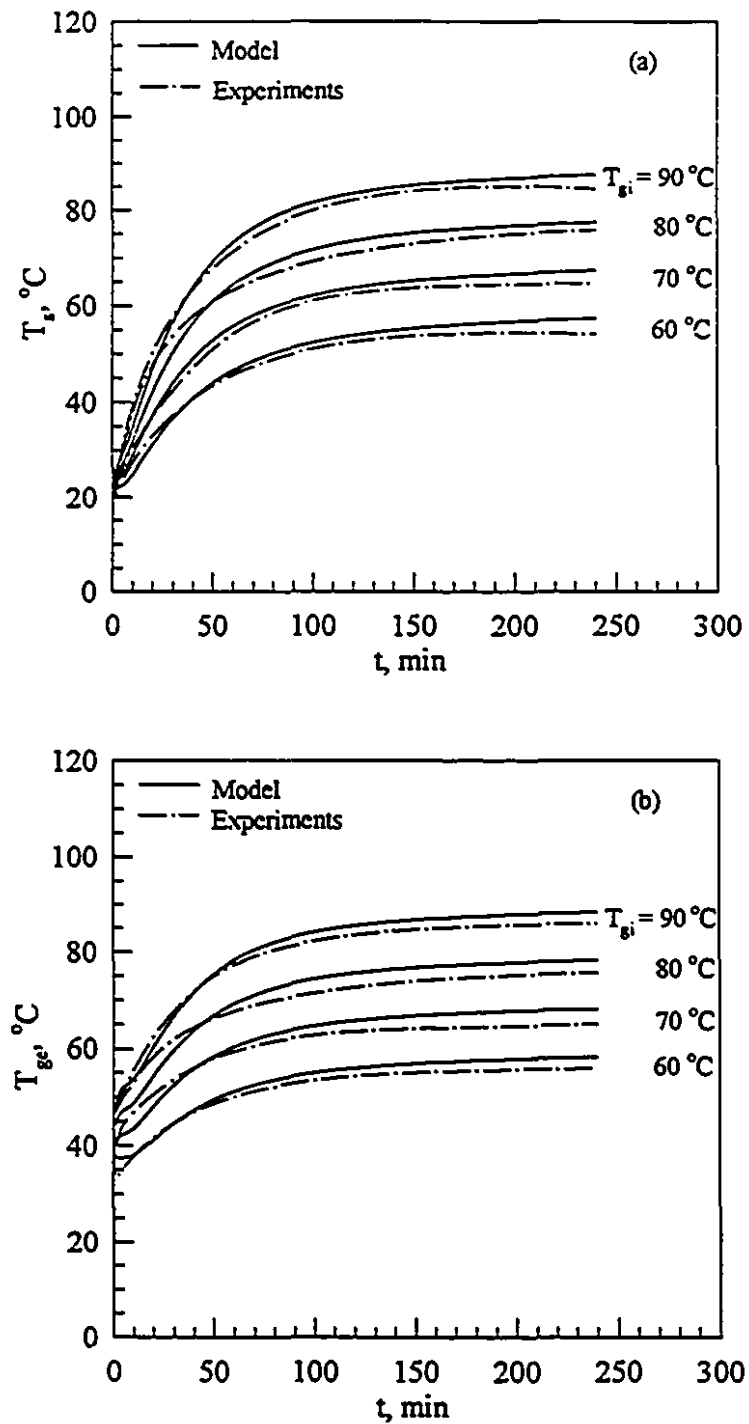 120
100
80
60
40
20
0
T_s, °C
Model
Experiments
(a)
T_gi = 90 °C
80 °C
70 °C
60 °C
0 50 100 150 200 250 300
t, min
120
100
80
60
40
20
0
T_ge, °C
Model
Experiments
(b)
T_gi = 90 °C
80 °C
70 °C
60 °C
0 50 100 150 200 250 300
t, min